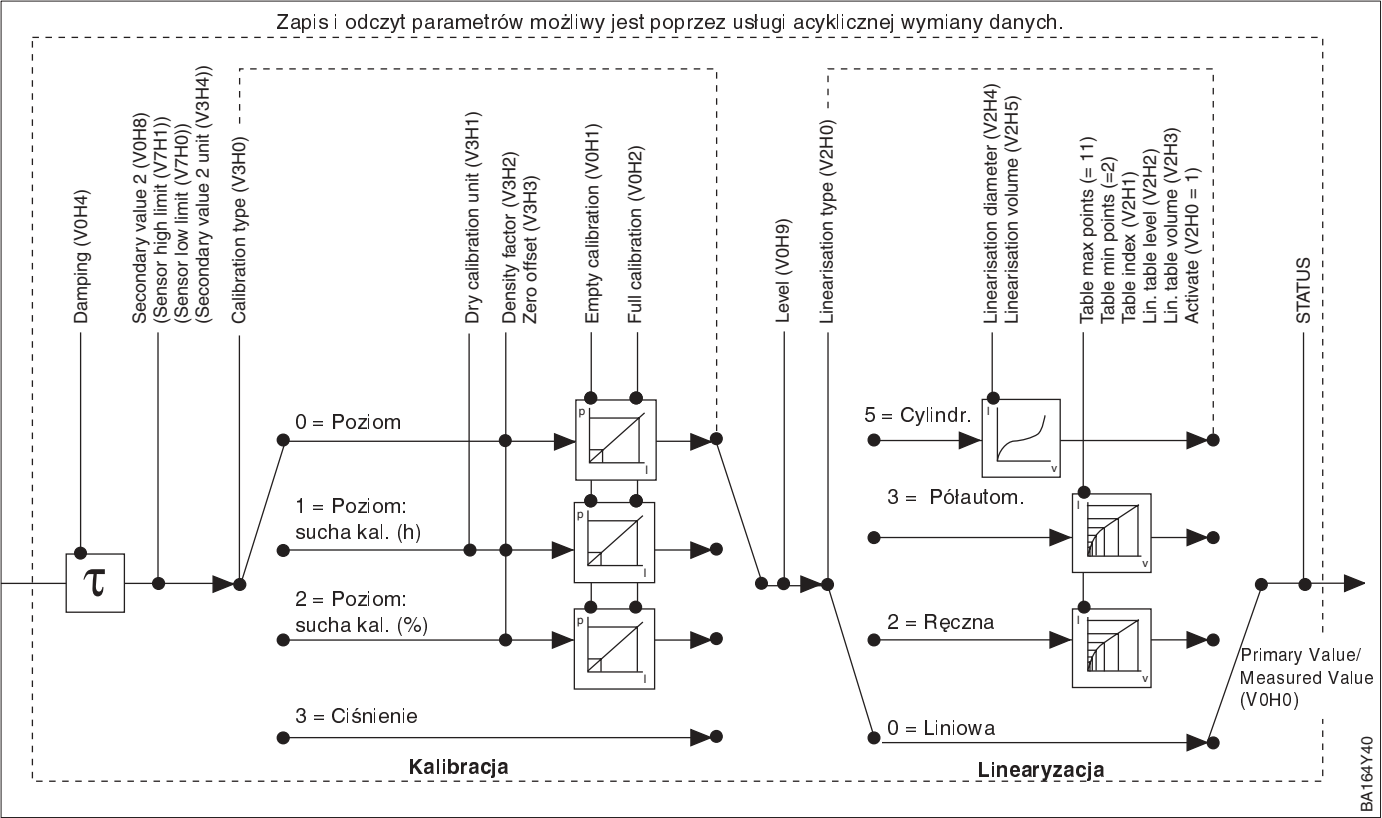 Zapis i odczyt parametrów możliwy jest poprzez usługi acyklicznej wymiany danych.
Damping (V0H4)
Secondary value 2 (V0H8)
(Sensor high limit (V7H1))
(Sensor low limit (V7H0))
(Secondary value 2 unit (V3H4))
Calibration type (V3H0)
Dry calibration unit (V3H1)
Density factor (V3H2)
Zero offset (V3H3)
Empty calibration (V0H1)
Full calibration (V0H2)
Level (V0H9)
Linearisation type (V2H0)
Linearisation diameter (V2H4)
Linearisation volume (V2H5)
Table max points (= 11)
Table min points (=2)
Table index (V2H1)
Lin. table level (V2H2)
Lin. table volume (V2H3)
Activate (V2H0 = 1)
STATUS
τ
0 = Poziom
p
l
1 = Poziom:
sucha kal. (h)
p
l
2 = Poziom:
sucha kal. (%)
p
l
3 = Ciśnienie
Kalibracja
5 = Cylindr.
l
v
3 = Półautom.
l
v
2 = Ręczna
l
v
0 = Liniowa
Linearyzacja
Primary Value/
Measured Value
(V0H0)
BA164Y40